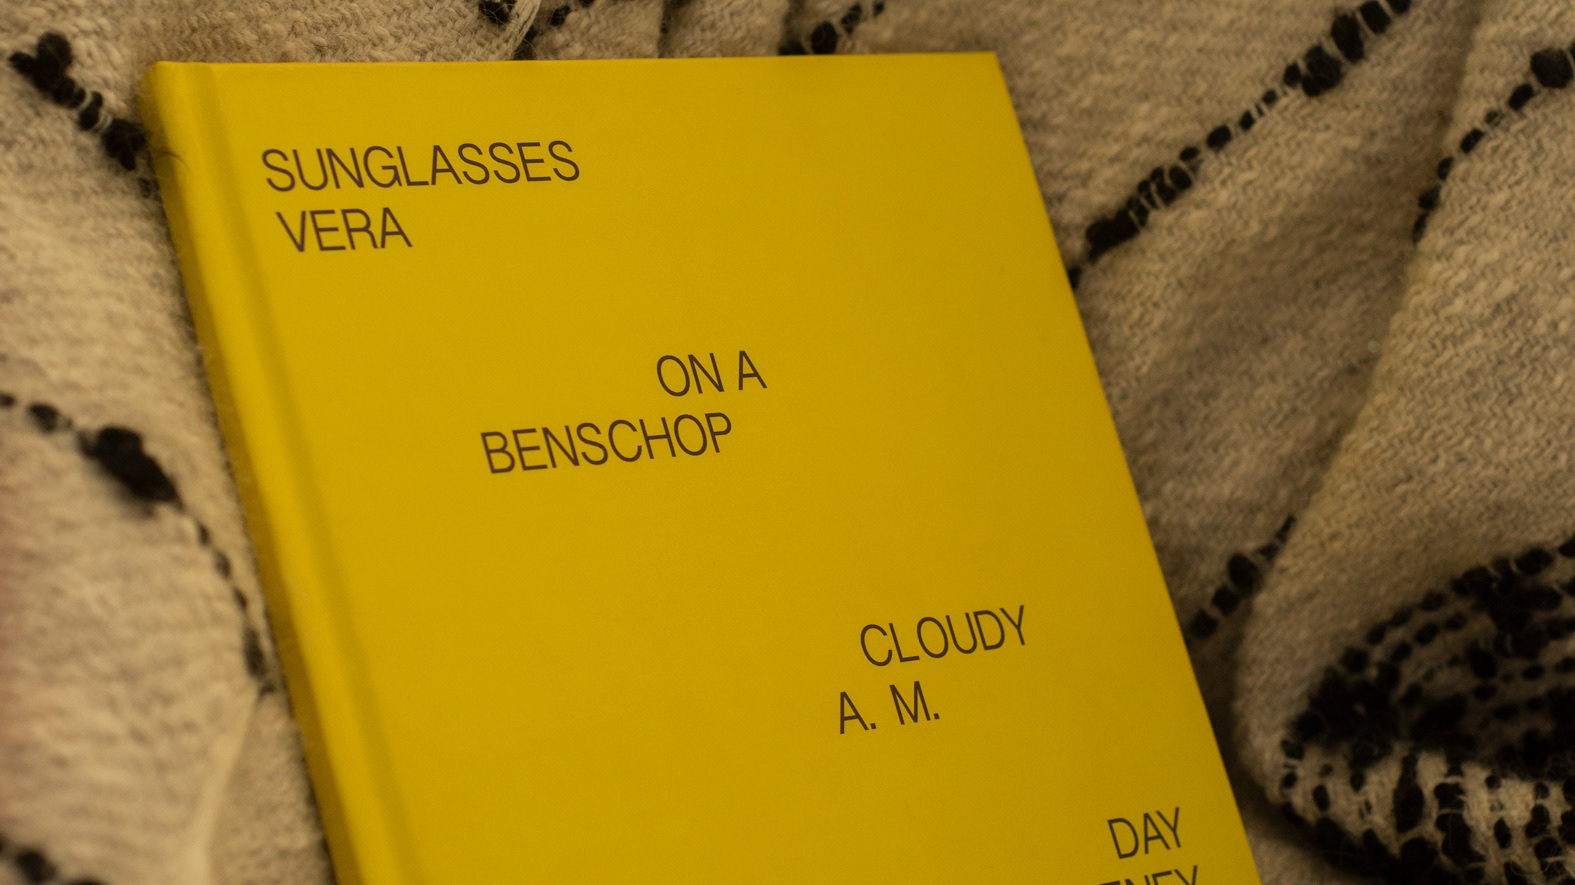 SUNGLASSES
VERA
ON A
BENSCHOP
CLOUDY
A. M.
DAY